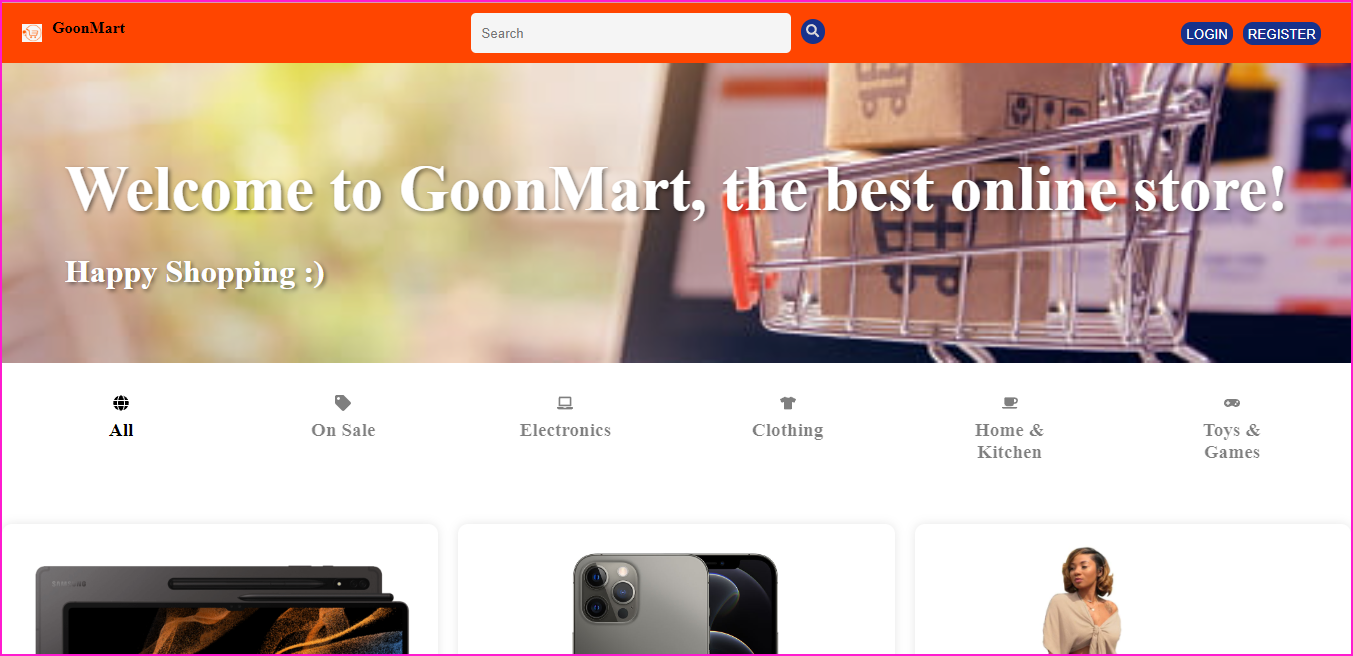 GoonMart
Search
LOGIN
REGISTER
Welcome to GoonMart, the best online store!
Happy Shopping :)
All
On Sale
Electronics
Clothing
Home &
Kitchen
Toys &
Games
SAMSUNG